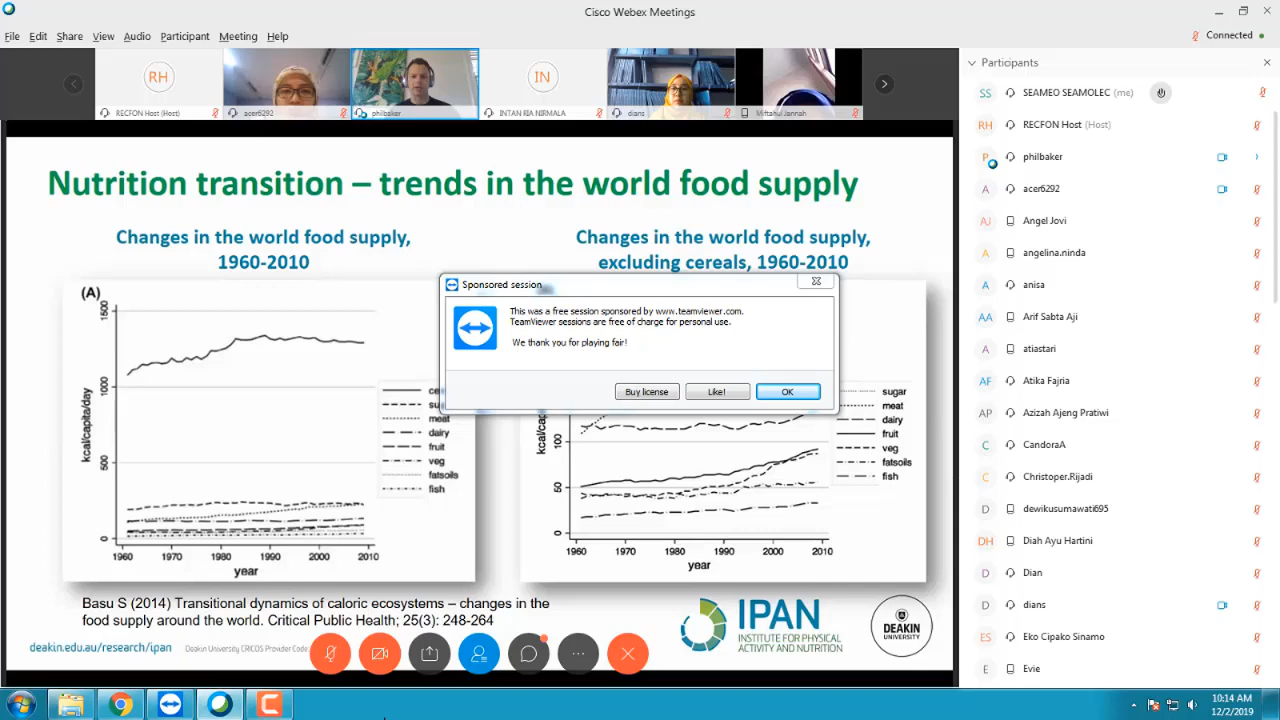 Cisco Webex Meetings
File Edit Share View Audio Participant Meeting Help
Connected
RH
RECFON Host (Host)
acer6292
philbaker
IN
INTAN RIA NIRMALA
dians
Miftahul Jannah
Nutrition transition – trends in the world food supply
Changes in the world food supply,
1960-2010
(A)
1500
1000
500
0
kcal/capita/day
1960 1970 1980 1990 2000 2010
year
meat
dairy
fruit
veg
fatsoils
fish
Changes in the world food supply,
excluding cereals, 1960-2010
100
50
0
1960 1970 1980 1990 2000 2010
year
sugar
meat
dairy
fruit
veg
fatsoils
fish
Sponsored session
This was a free session sponsored by www.teamviewer.com.
TeamViewer sessions are free of charge for personal use.
We thank you for playing fair!
Buy license
Like!
OK
Basu S (2014) Transitional dynamics of caloric ecosystems – changes in the
food supply around the world. Critical Public Health; 25(3): 248-264
deakin.edu.au/research/ipan
Deakin University CRICOS Provider Code
IPAN
INSTITUTE FOR PHYSICAL
ACTIVITY AND NUTRITION
DEAKIN
UNIVERSITY
Participants
SS SEAMEO SEAMOLEC (me)
RH RECFON Host (Host)
P philbaker
A acer6292
AJ Angel Jovi
A angelina.ninda
A anisa
AA Arif Sabta Aji
A atiastari
AF Atika Fajria
AP Azizah Ajeng Pratiwi
C CandoraA
C Christoper.Rijadi
D dewikusumawati695
DH Diah Ayu Hartini
D Dian
D dians
ES Eko Cipako Sinamo
E Evie
10:14 AM
12/2/2019